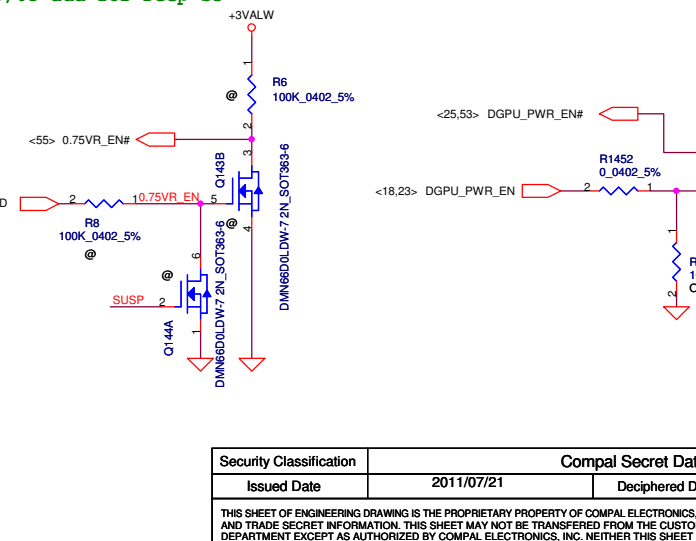 +3VALW
1
R6
100K_0402_5%
@
2
<55> 0.75VR_EN#
3
Q143B
5
@
4
DMN66D0LDW-7 2N_SOT363-6
D
2
1
0.75VR_EN
R8
100K_0402_5%
@
6
@
SUSP
2
1
Q144A
DMN66D0LDW-7 2N_SOT363-6
<25,53> DGPU_PWR_EN#
R1452
0_0402_5%
<18,23> DGPU_PWR_EN
2
1
1
R
1
2
Security Classification
Compal Secret Dat
Issued Date
2011/07/21
Deciphered D
THIS SHEET OF ENGINEERING DRAWING IS THE PROPRIETARY PROPERTY OF COMPAL ELECTRONICS,
AND TRADE SECRET INFORMATION. THIS SHEET MAY NOT BE TRANSFERED FROM THE CUSTO
DEPARTMENT EXCEPT AS AUTHORIZED BY COMPAL ELECTRONICS, INC. NEITHER THIS SHEET